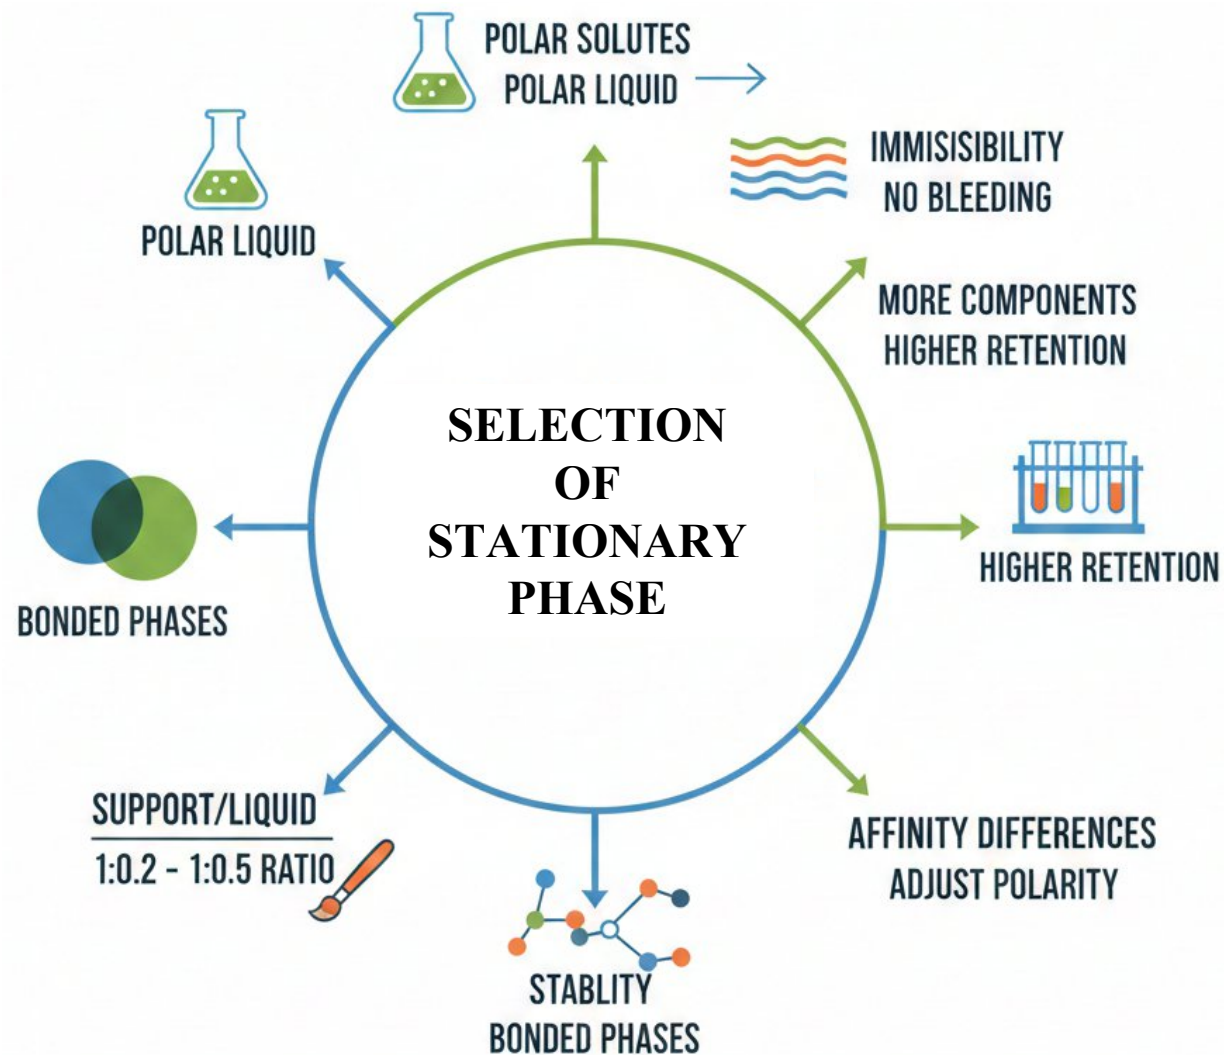 POLAR SOLUTES
POLAR LIQUID
IMMISISIBILITY
NO BLEEDING
POLAR LIQUID
MORE COMPONENTS
HIGHER RETENTION
SELECTION
OF
STATIONARY
PHASE
HIGHER RETENTION
BONDED PHASES
SUPPORT/LIQUID
1:0.2 - 1:0.5 RATIO
AFFINITY DIFFERENCES
ADJUST POLARITY
STABLITY
BONDED PHASES